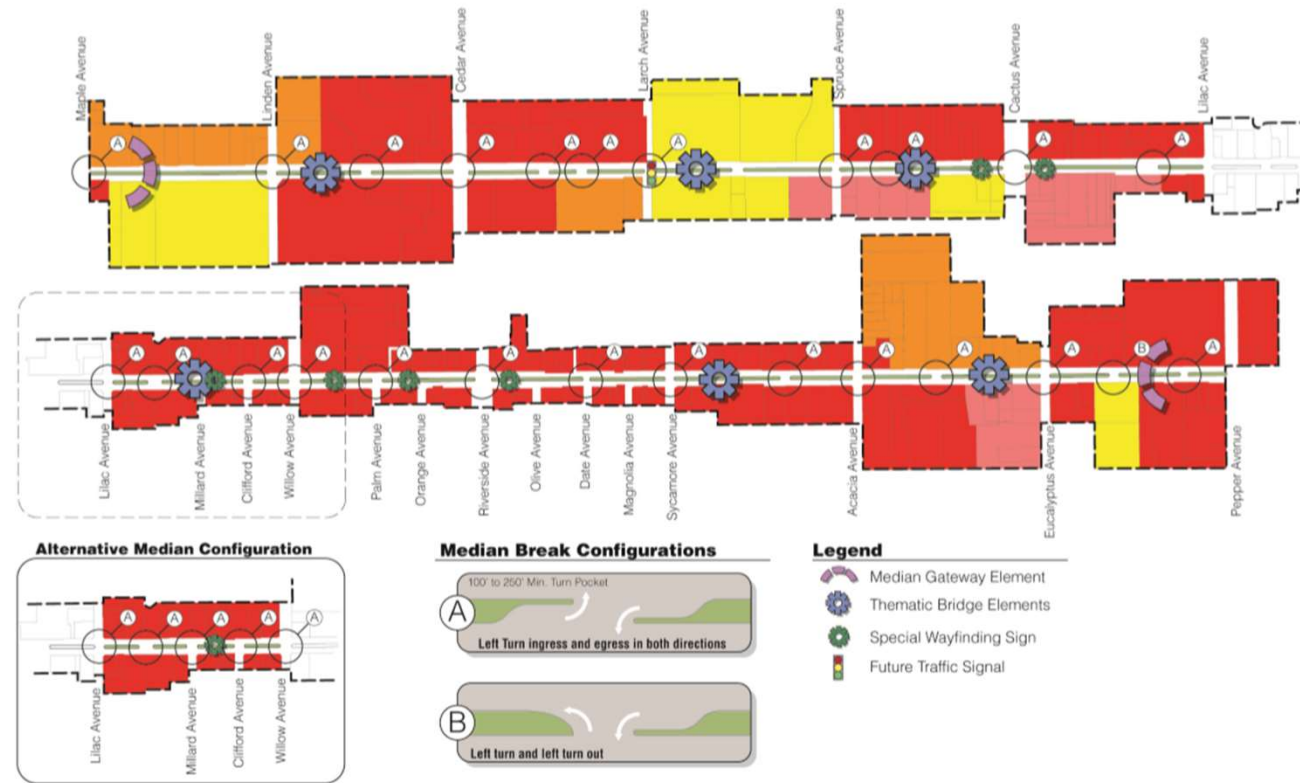 Maple Avenue
Linden Avenue
Cedar Avenue
Larch Avenue
Spruce Avenue
Cactus Avenue
Lilac Avenue
A
A
A
A
A
A
A
A
A
A
A
Lilac Avenue
Millard Avenue
Clifford Avenue
Willow Avenue
Palm Avenue
Orange Avenue
Riverside Avenue
Olive Avenue
Date Avenue
Magnolia Avenue
Sycamore Avenue
Acacia Avenue
Eucalyptus Avenue
Pepper Avenue
A
A
A
A
A
A
A
A
A
A
A
A
B
A
Alternative Median Configuration
A
A
A
A
A
Lilac Avenue
Millard Avenue
Clifford Avenue
Willow Avenue
Median Break Configurations
100' to 250' Min. Turn Pocket
A
Left Turn ingress and egress in both directions
B
Left turn and left turn out
Legend
Median Gateway Element
Thematic Bridge Elements
Special Wayfinding Sign
Future Traffic Signal